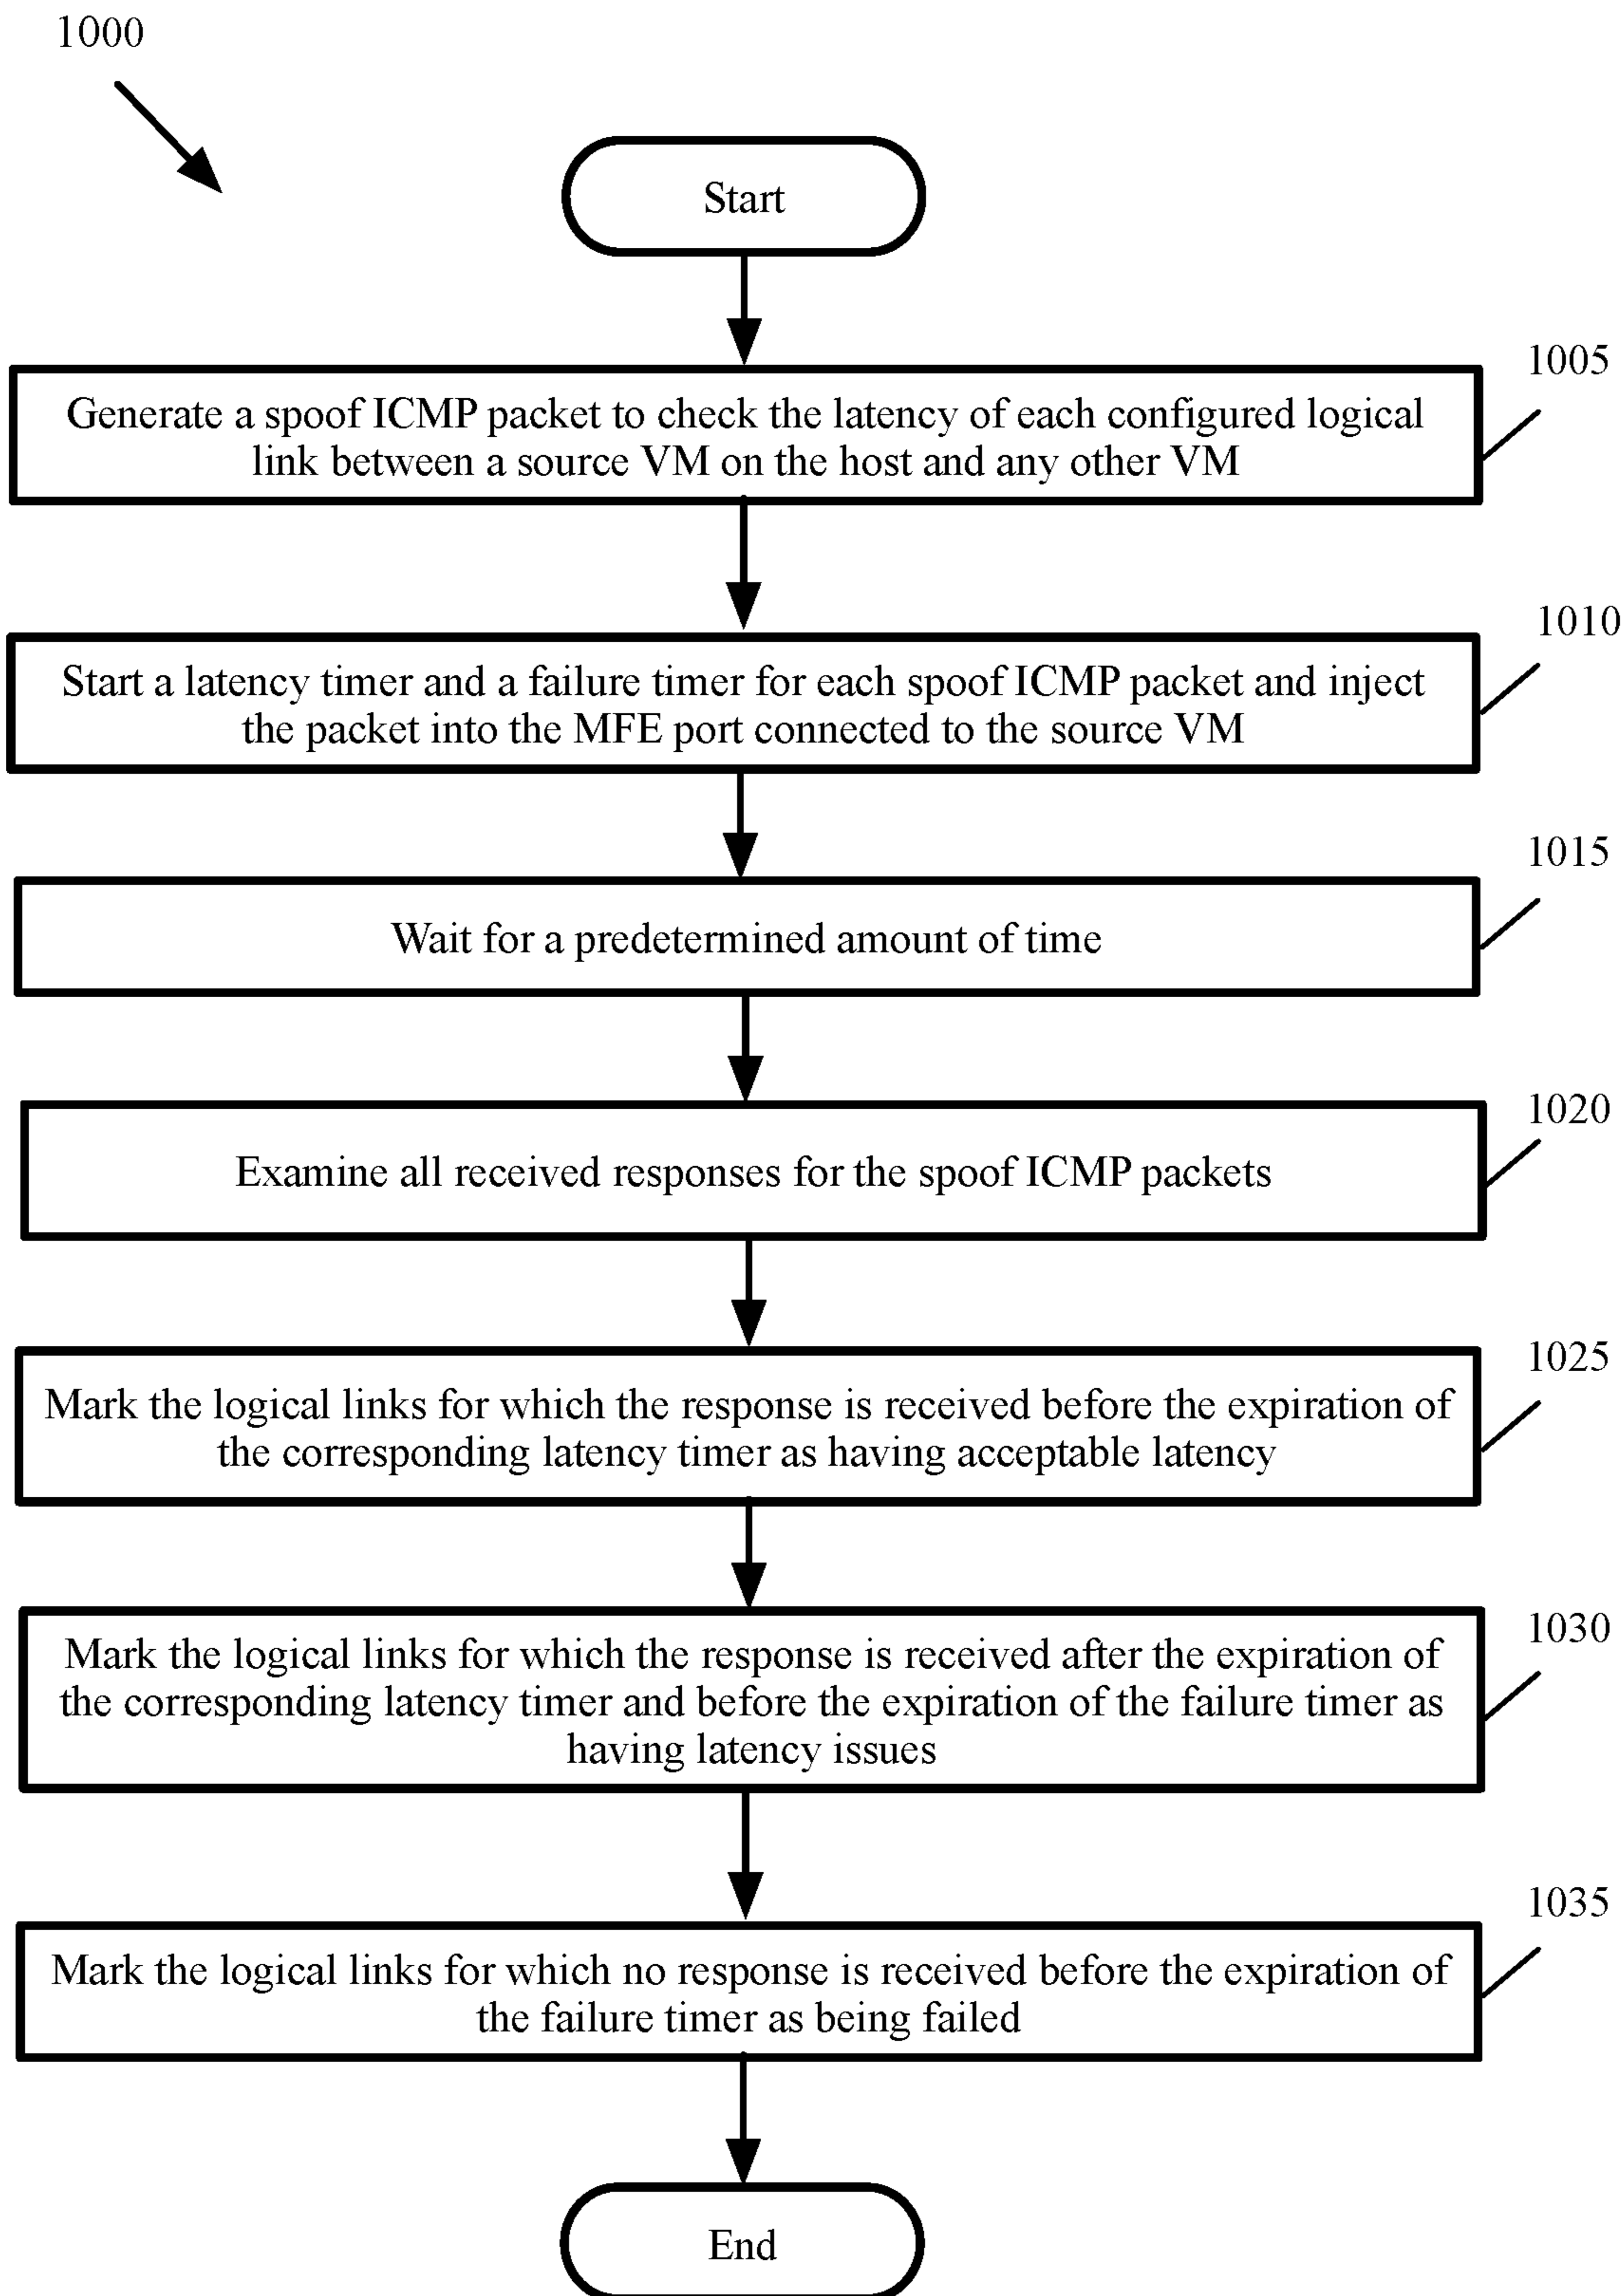 1000
Start
1005
Generate a spoof ICMP packet to check the latency of each configured logical
link between a source VM on the host and any other VM
1010
Start a latency timer and a failure timer for each spoof ICMP packet and inject
the packet into the MFE port connected to the source VM
1015
Wait for a predetermined amount of time
1020
Examine all received responses for the spoof ICMP packets
1025
Mark the logical links for which the response is received before the expiration of
the corresponding latency timer as having acceptable latency
1030
Mark the logical links for which the response is received after the expiration of
the corresponding latency timer and before the expiration of the failure timer as
having latency issues
1035
Mark the logical links for which no response is received before the expiration of
the failure timer as being failed
End